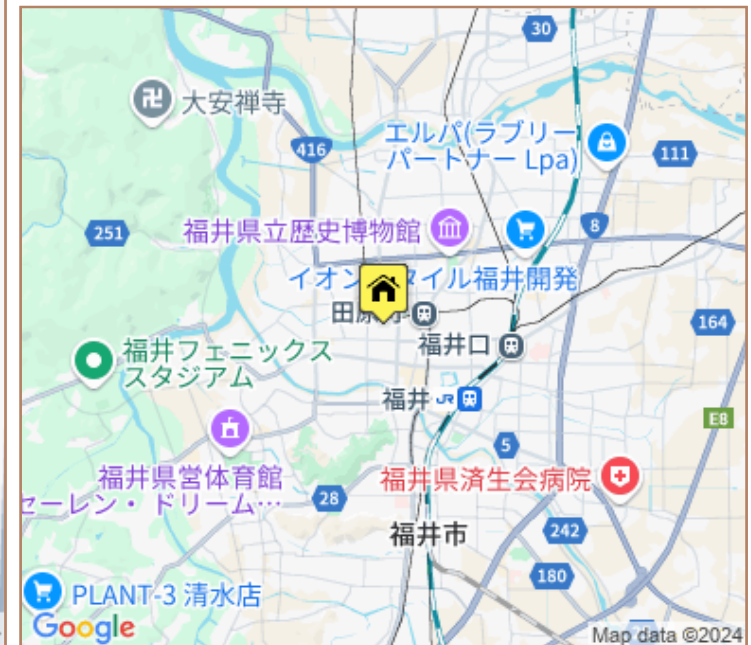 30
卍 大安禅寺
416
エルパ(ラブリー
パートナー Lpa)
111
251
福井県立歴史博物館
8
イオン
タイル福井開発
田原
164
福井口
福井フェニックス
スタジアム
福井 JR
E8
5
福井県営体育館
セーレン・ドリーム…
28
福井県済生会病院
福井市
242
180
PLANT-3 清水店
Google
Map data ©2024